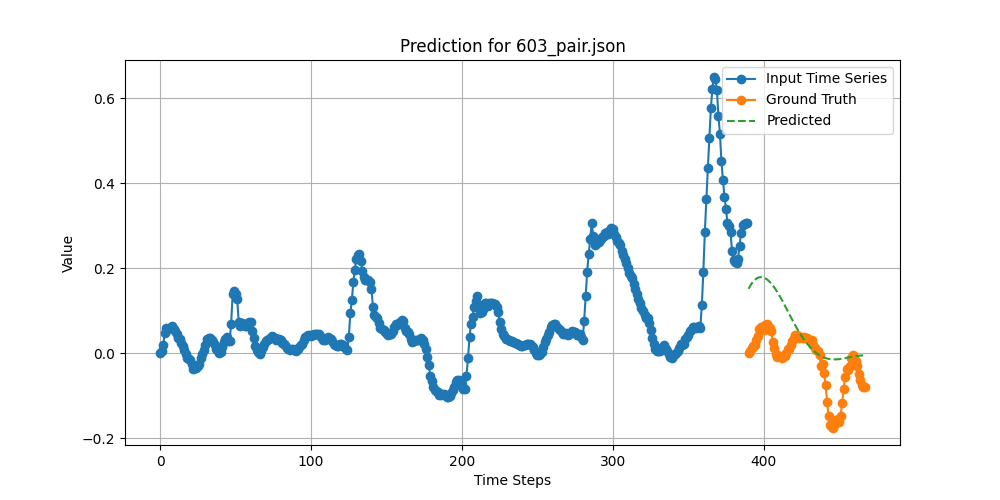 Prediction for 603_pair.json
Input Time Series
Ground Truth
Predicted
0.6
0.4
0.2
0.0
−0.2
Value
0
100
200
300
400
Time Steps